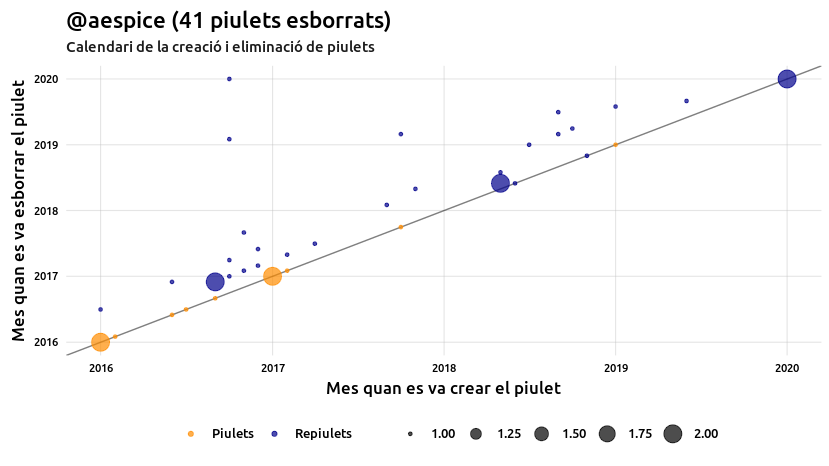 @aespice (41 piulets esborrats)
Calendari de la creació i eliminació de piulets
Mes quan es va esborrar el piulet
2020
2019
2018
2017
2016
2016 2017 2018 2019 2020
Mes quan es va crear el piulet
Piulets Repiulets 1.00 1.25 1.50 1.75 2.00